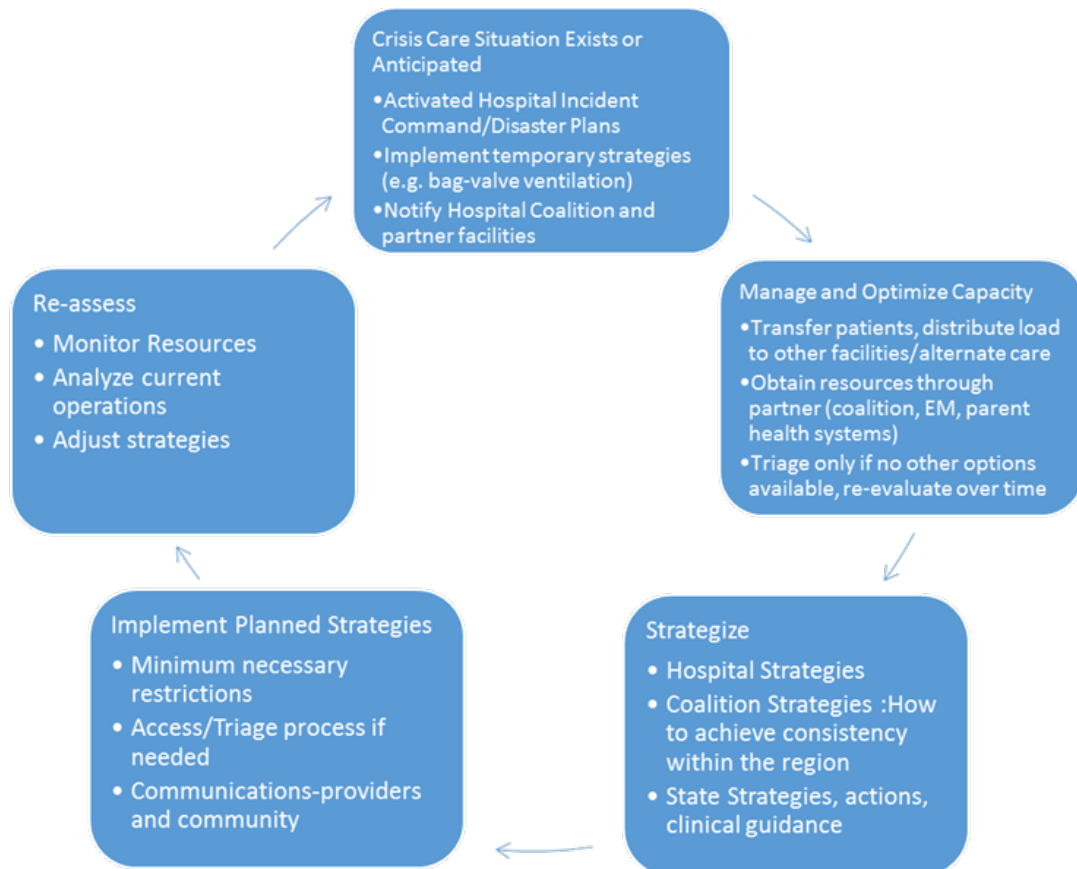 Crisis Care Situation Exists or
Anticipated
•Activated Hospital Incident
Command/Disaster Plans
•Implement temporary strategies
(e.g. bag-valve ventilation)
•Notify Hospital Coalition and
partner facilities
Manage and Optimize Capacity
•Transfer patients, distribute load
to other facilities/alternate care
•Obtain resources through
partner (coalition, EM, parent
health systems)
•Triage only if no other options
available, re-evaluate over time
Strategize
• Hospital Strategies
• Coalition Strategies :How
to achieve consistency
within the region
• State Strategies, actions,
clinical guidance
Implement Planned Strategies
• Minimum necessary
restrictions
• Access/Triage process if
needed
• Communications-providers
and community
Re-assess
• Monitor Resources
• Analyze current
operations
• Adjust strategies